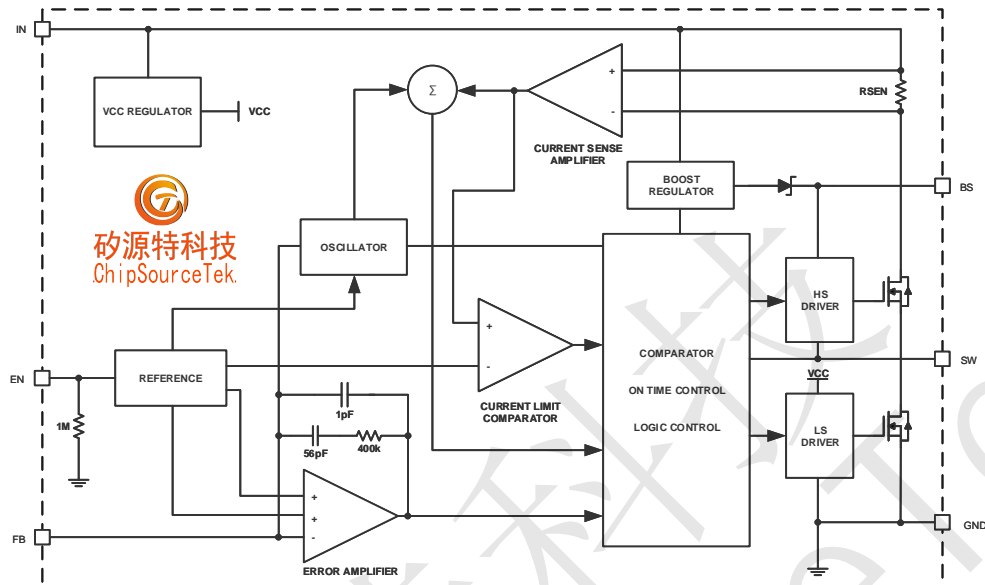 IN
VCC REGULATOR
VCC
Σ
+
-
CURRENT SENSE
AMPLIFIER
RSEN
BOOST
REGULATOR
BS
矽源特科技
ChipSourceTek
OSCILLATOR
HS
DRIVER
+
-
CURRENT LIMIT
COMPARATOR
COMPARATOR
ON TIME CONTROL
LOGIC CONTROL
SW
VCC
EN
REFERENCE
1M
1pF
56pF
400k
LS
DRIVER
+
+
-
FB
ERROR AMPLIFIER
GND
科技